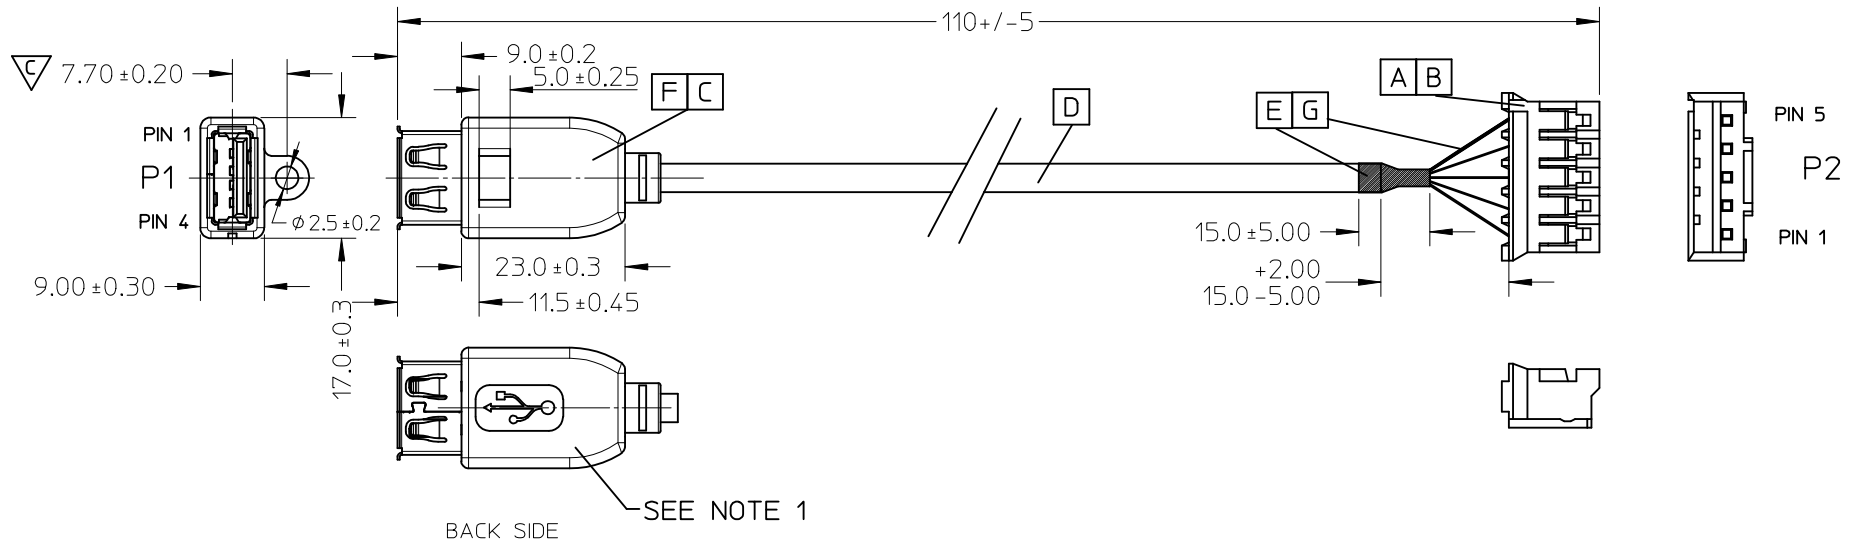 110+/-5
C 7.70±0.20
9.0±0.2
5.0±0.25
F C
A B
D
E G
PIN 1
P1
PIN 4
⌀2.5±0.2
PIN 5
P2
PIN 1
15.0±5.00
+2.00
15.0-5.00
9.00±0.30
23.0±0.3
11.5±0.45
17.0±0.3
SEE NOTE 1
BACK SIDE